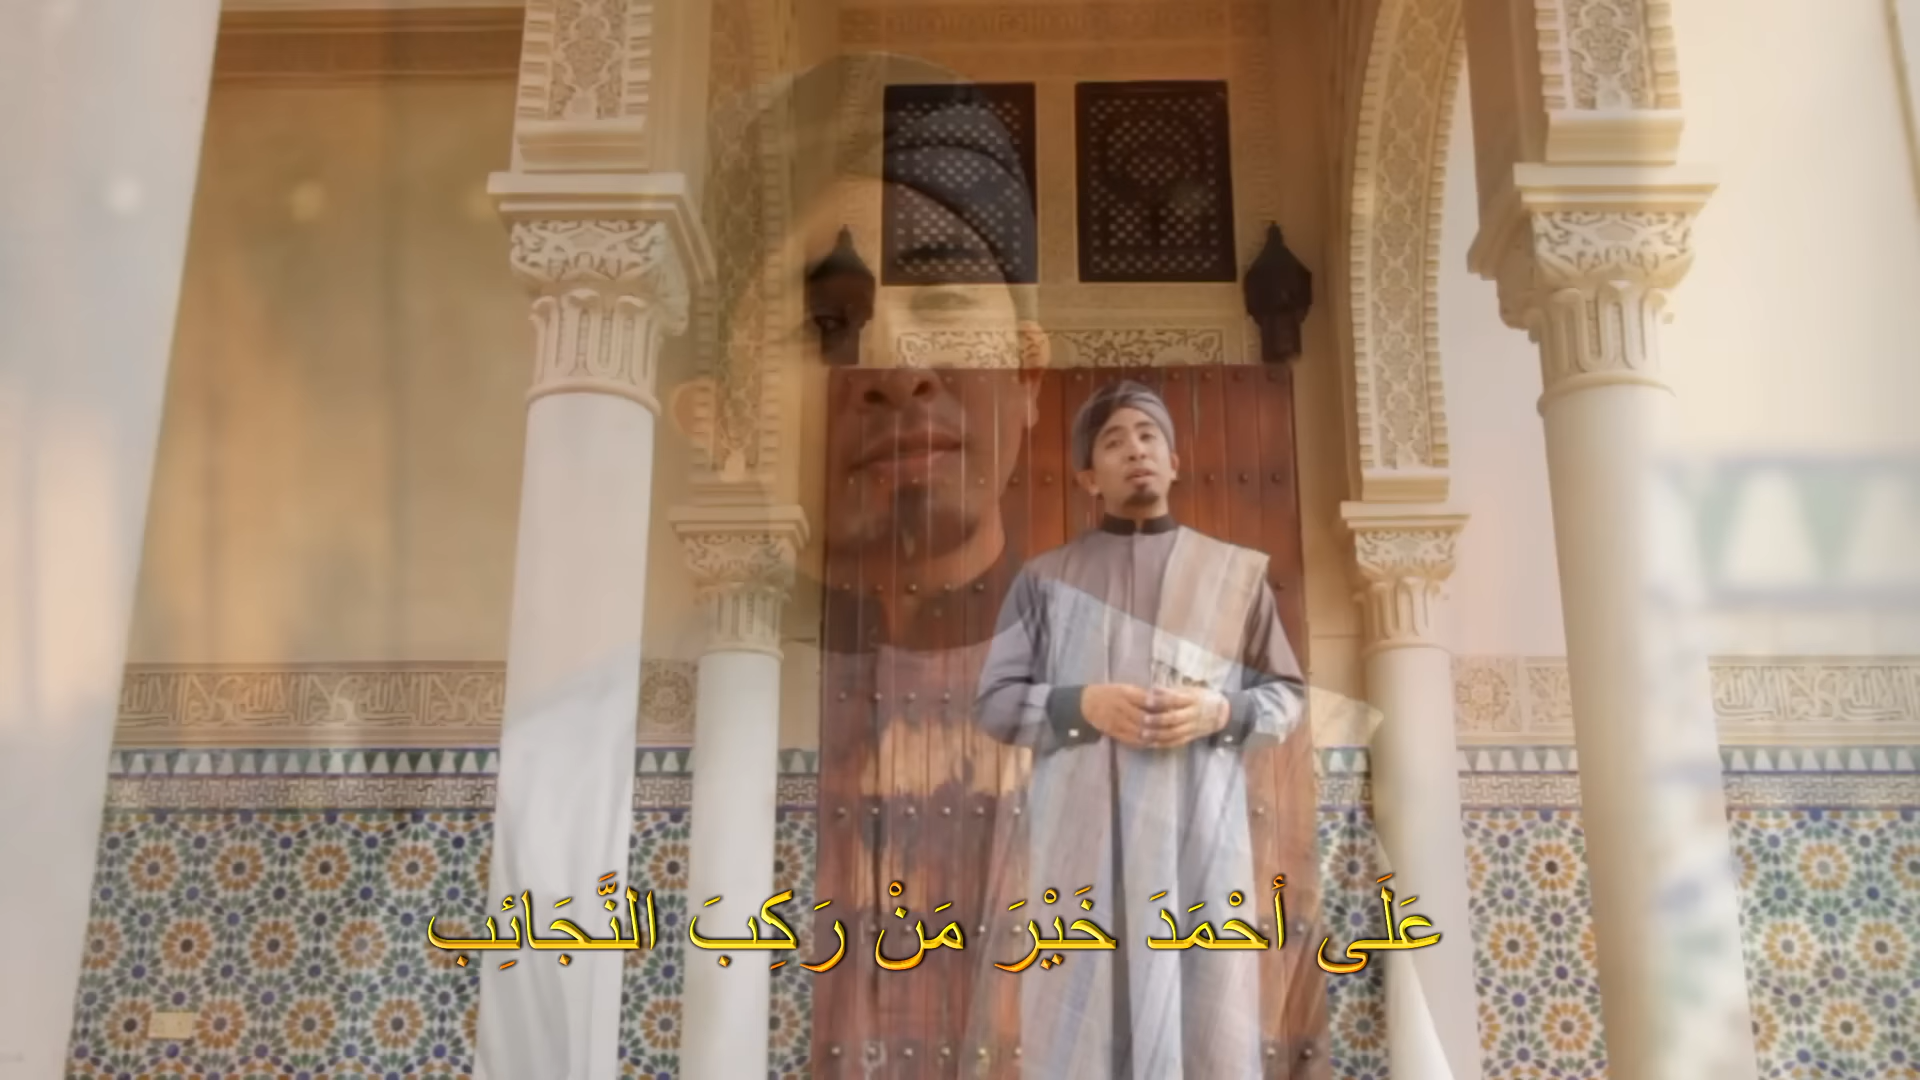 عَلَى أحْمَدَ خَيْرَ مَنْ رَكِبَ النَّجَائِب